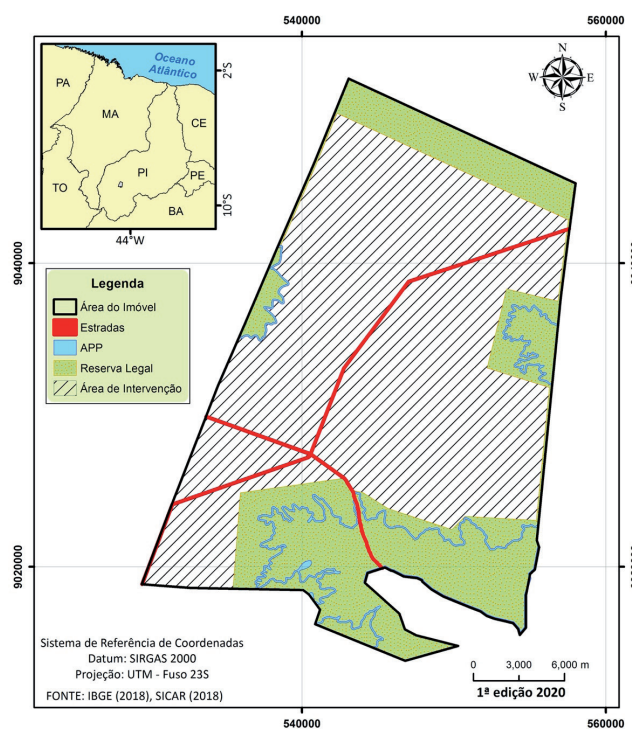 540000
560000
Oceano
Atlântico
PA
MA
CE
PI
PE
TO
BA
2°S
10°S
44°W
N
W
E
S
9040000
Legenda
Área do Imóvel
Estradas
APP
Reserva Legal
Área de Intervenção
9020000
Sistema de Referência de Coordenadas
Datum: SIRGAS 2000
Projeção: UTM - Fuso 23S
FONTE: IBGE (2018), SICAR (2018)
0 3,000 6,000 m
1ª edição 2020
540000
560000